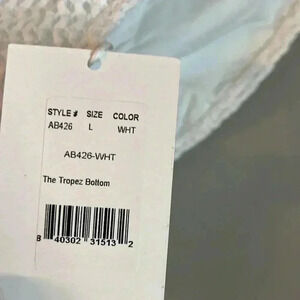 STYLE # SIZE COLOR
AB426 L WHT
AB426-WHT
The Tropez Bottom
8 40302 31513 2